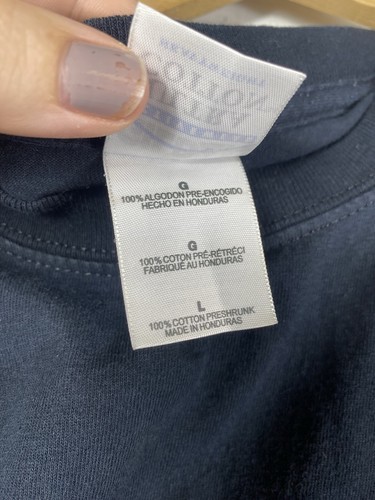 G
100% ALGODON PRE-ENCOGIDO
HECHO EN HONDURAS
G
100% COTON PRÉ-RÉTRÉCI
FABRIQUÉ AU HONDURAS
L
100% COTTON PRESHRUNK
MADE IN HONDURAS